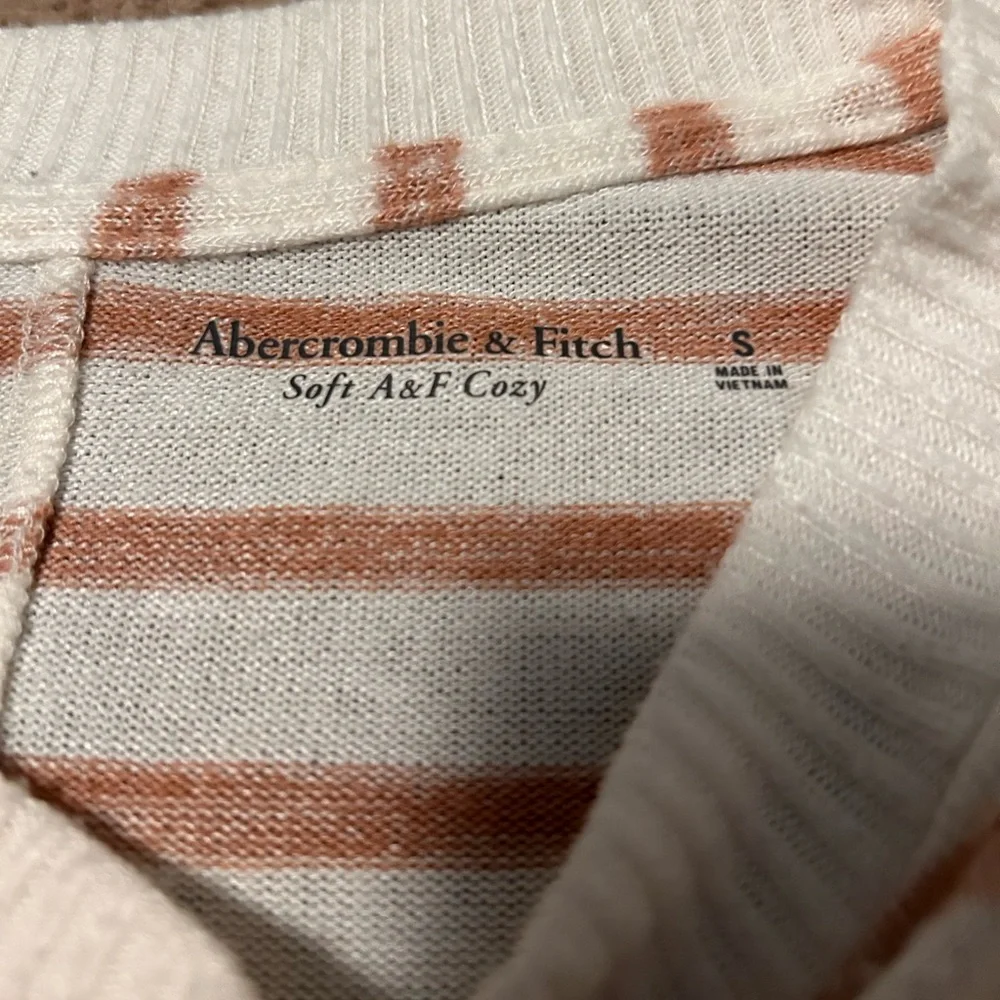 Abercrombie & Fitch
Soft A&F Cozy
S
MADE IN
VIETNAM